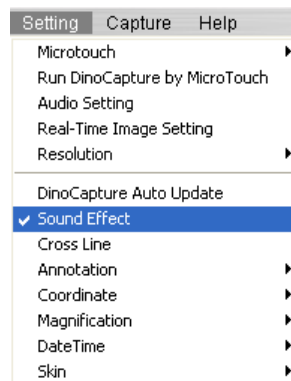 Setting Capture Help
Microtouch
Run DinoCapture by MicroTouch
Audio Setting
Real-Time Image Setting
Resolution
DinoCapture Auto Update
Sound Effect
Cross Line
Annotation
Coordinate
Magnification
DateTime
Skin